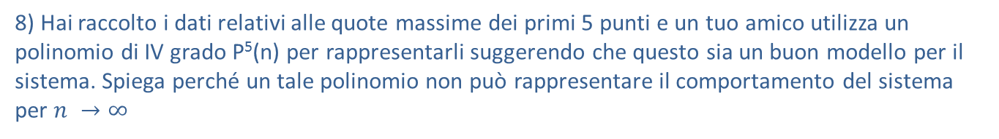 8) Hai raccolto i dati relativi alle quote massime dei primi 5 punti e un tuo amico utilizza un
polinomio di IV grado P⁵(n) per rappresentarli suggerendo che questo sia un buon modello per il
sistema. Spiega perché un tale polinomio non può rappresentare il comportamento del sistema
per n → ∞